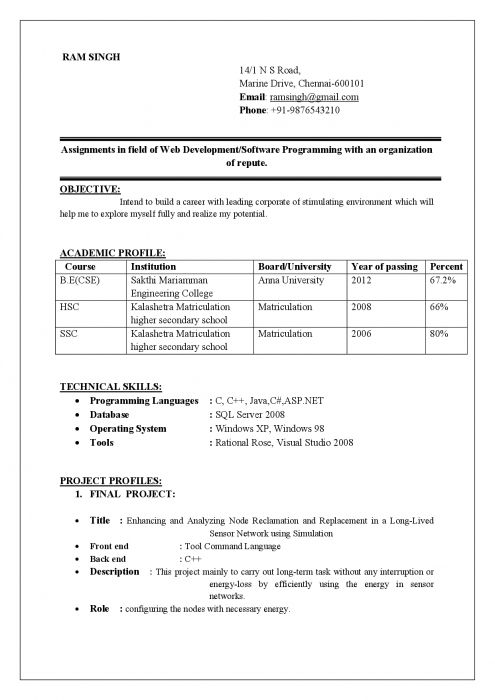 RAM SINGH
14/1 N S Road,
Marine Drive, Chennai-600101
Email: ramsingh@gmail.com
Phone: +91-9876543210
Assignments in field of Web Development/Software Programming with an organization
of repute.
OBJECTIVE:
Intend to build a career with leading corporate of stimulating environment which will
help me to explore myself fully and realize my potential.
ACADEMIC PROFILE:
Course Institution Board/University Year of passing Percent
B.E(CSE) Sakthi Mariamman Anna University 2012 67.2%
Engineering College
HSC Kalashetra Matriculation Matriculation 2008 66%
higher secondary school
SSC Kalashetra Matriculation Matriculation 2006 80%
higher secondary school
TECHNICAL SKILLS:
• Programming Languages : C, C++, Java,C#,ASP.NET
• Database : SQL Server 2008
• Operating System : Windows XP, Windows 98
• Tools : Rational Rose, Visual Studio 2008
PROJECT PROFILES:
1. FINAL PROJECT:
• Title : Enhancing and Analyzing Node Reclamation and Replacement in a Long-Lived
Sensor Network using Simulation
• Front end : Tool Command Language
• Back end : C++
• Description : This project mainly to carry out long-term task without any interruption or
energy-loss by efficiently using the energy in sensor
networks.
• Role : configuring the nodes with necessary energy.